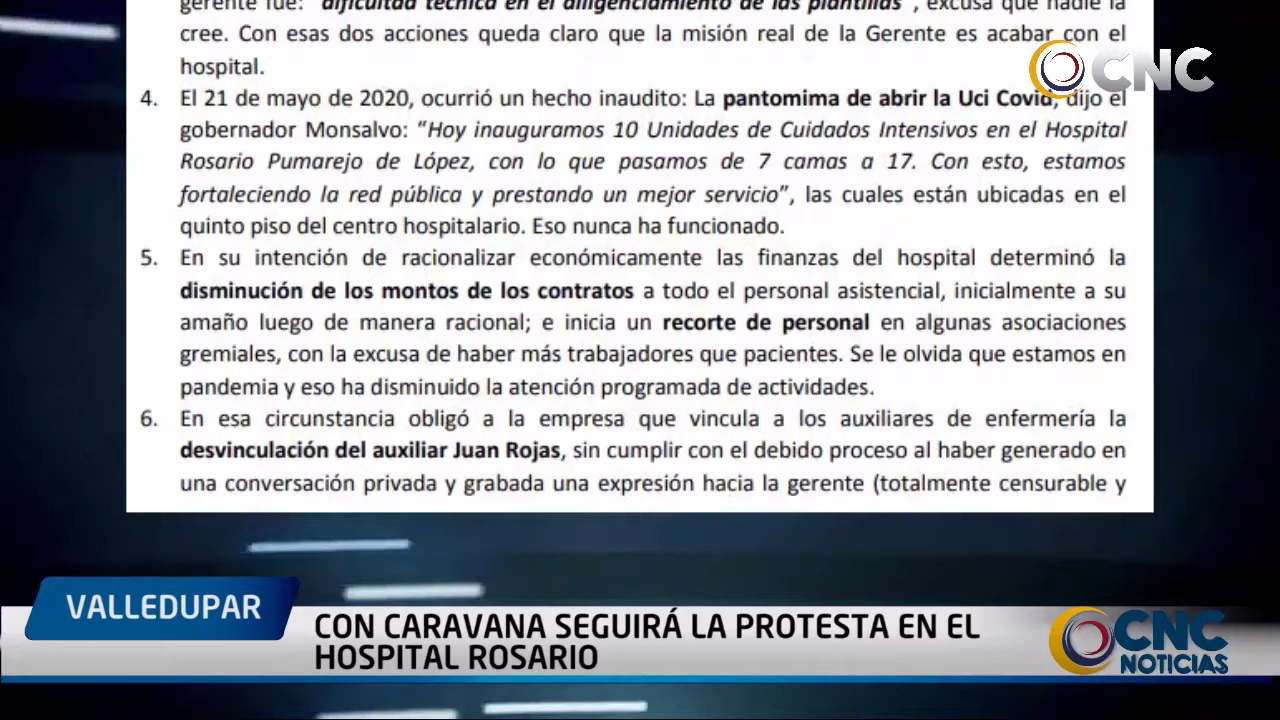 gerente fue: "dificultad técnica en el diligenciamiento de las plantillas", excusa que nadie la
cree. Con esas dos acciones queda claro que la misión real de la Gerente es acabar con el
hospital.
4. El 21 de mayo de 2020, ocurrió un hecho inaudito: La pantomima de abrir la Uci Covid, dijo el
gobernador Monsalvo: "Hoy inauguramos 10 Unidades de Cuidados Intensivos en el Hospital
Rosario Pumarejo de López, con lo que pasamos de 7 camas a 17. Con esto, estamos
fortaleciendo la red pública y prestando un mejor servicio", las cuales están ubicadas en el
quinto piso del centro hospitalario. Eso nunca ha funcionado.
5. En su intención de racionalizar económicamente las finanzas del hospital determinó la
disminución de los montos de los contratos a todo el personal asistencial, inicialmente a su
amaño luego de manera racional; e inicia un recorte de personal en algunas asociaciones
gremiales, con la excusa de haber más trabajadores que pacientes. Se le olvida que estamos en
pandemia y eso ha disminuido la atención programada de actividades.
6. En esa circunstancia obligó a la empresa que vincula a los auxiliares de enfermería la
desvinculación del auxiliar Juan Rojas, sin cumplir con el debido proceso al haber generado en
una conversación privada y grabada una expresión hacia la gerente (totalmente censurable y
CNC
VALLEDUPAR
CON CARAVANA SEGUIRÁ LA PROTESTA EN EL
HOSPITAL ROSARIO
CNC
NOTICIAS